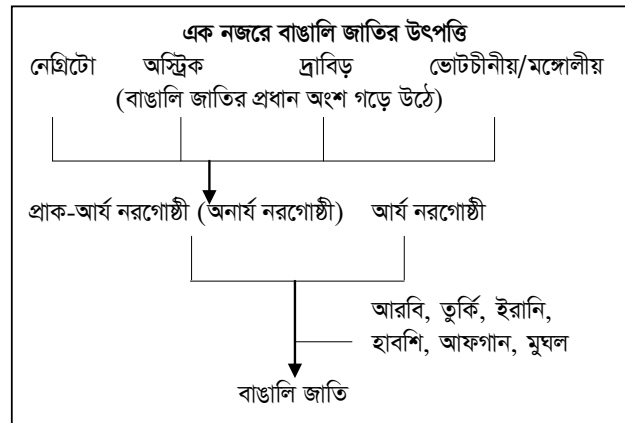 এক নজরে বাঙালি জাতির উৎপত্তি
নেগ্রিটো অস্ট্রিক দ্রাবিড় ভোটচীনীয়/মঙ্গোলীয়
(বাঙালি জাতির প্রধান অংশ গড়ে উঠে)
প্রাক-আর্য নরগোষ্ঠী (অনার্য নরগোষ্ঠী) আর্য নরগোষ্ঠী
আরবি, তুর্কি, ইরানি,
হাবশি, আফগান, মুঘল
বাঙালি জাতি